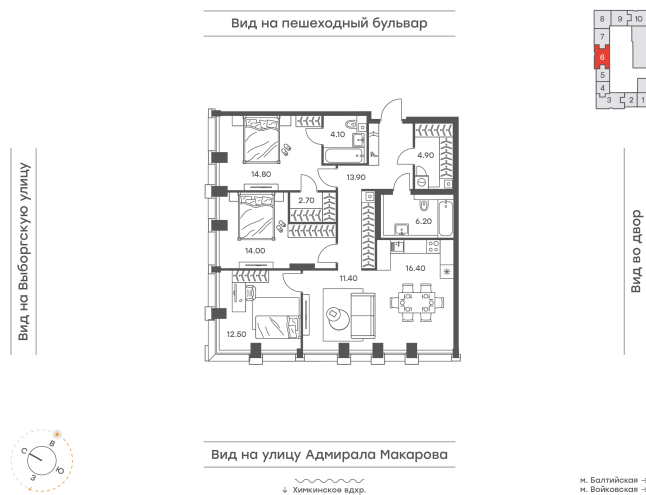 Вид на пешеходный бульвар
8 9 10
7
6
5
4
3 2 1
Вид на Выборгскую улицу
4.10
14.80
13.90
4.90
2.70
6.20
14.00
11.40
16.40
12.50
Вид во двор
С В Ю З
Вид на улицу Адмирала Макарова
↓ Химкинское вдхр.
м. Балтийская →
м. Войковская →